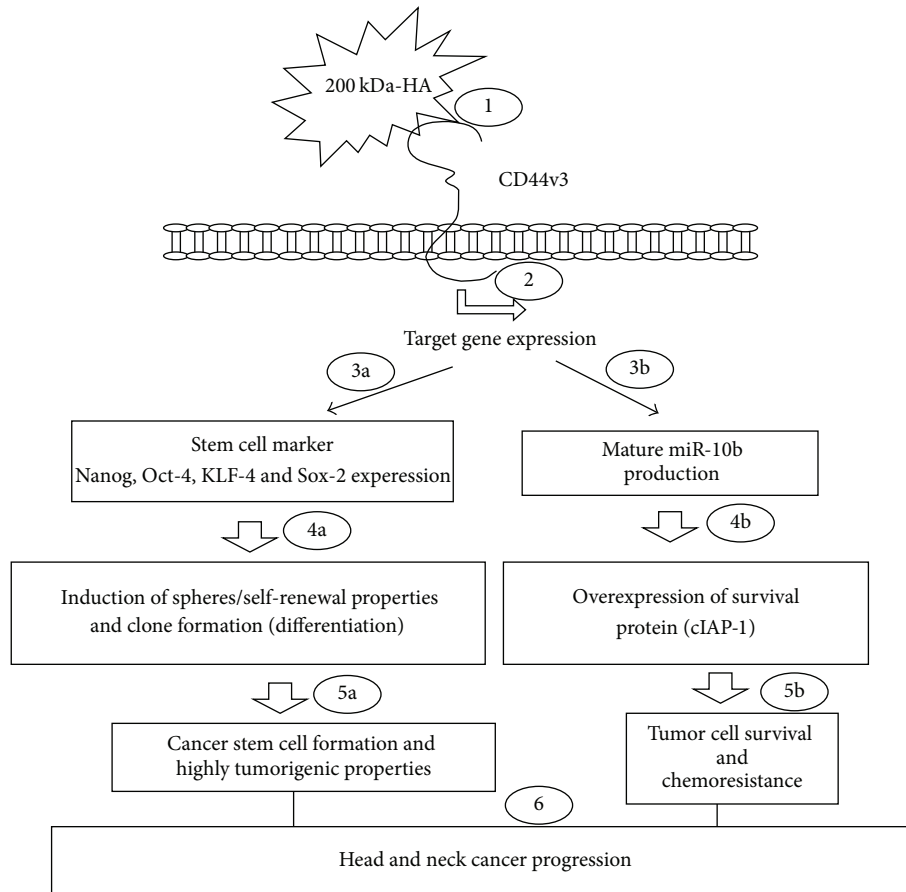 200 kDa-HA
1
CD44v3
2
Target gene expression
3a
3b
Stem cell marker
Nanog, Oct-4, KLF-4 and Sox-2 experession
Mature miR-10b
production
4a
4b
Induction of spheres/self-renewal properties
and clone formation (differentiation)
Overexpression of survival
protein (cIAP-1)
5a
5b
Cancer stem cell formation and
highly tumorigenic properties
Tumor cell survival
and
chemoresistance
6
Head and neck cancer progression